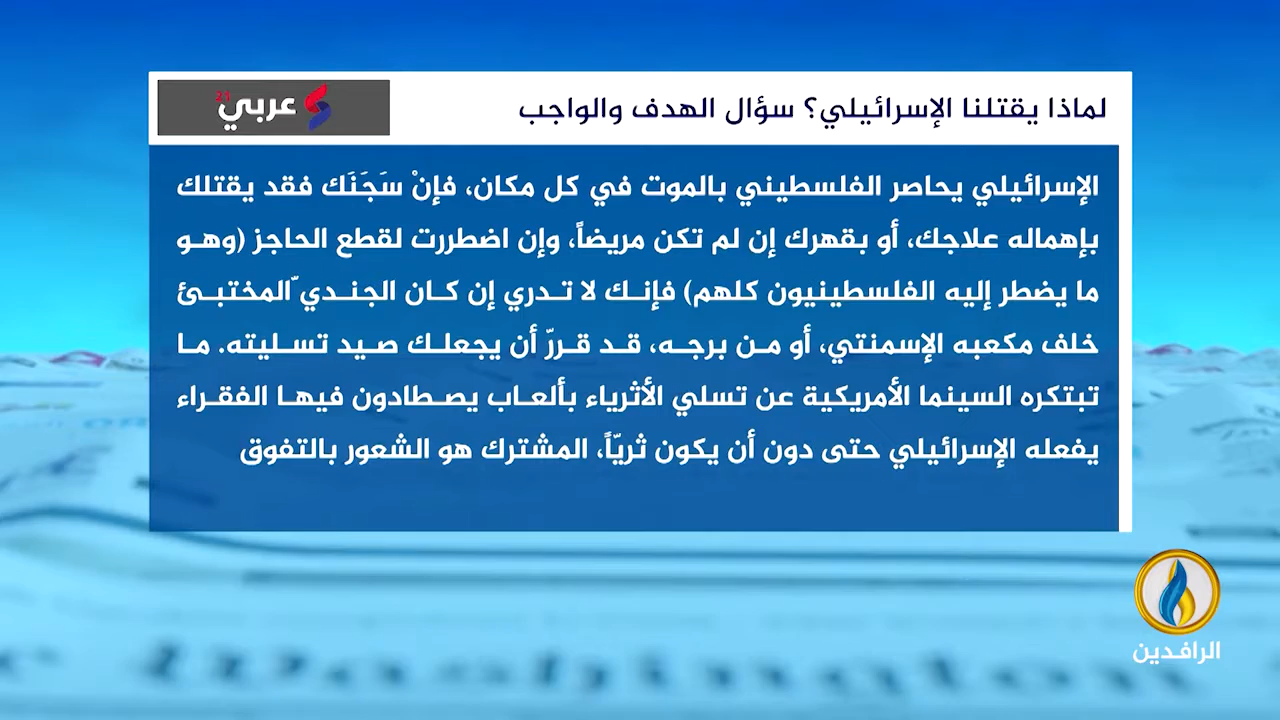 لماذا يقتلنا الإسرائيلي؟ سؤال الهدف والواجب
عربي21
الإسرائيلي يحاصر الفلسطيني بالموت في كل مكان، فإنْ سَجَنَك فقد يقتلك
بإهماله علاجك، أو بقهرك إن لم تكن مريضاً، وإن اضطررت لقطع الحاجز (وهو
ما يضطر إليه الفلسطينيون كلهم) فإنك لا تدري إن كان الجنديّ المختبئ
خلف مكعبه الإسمنتي، أو من برجه، قد قررّ أن يجعلك صيد تسليته. ما
تبتكره السينما الأمريكية عن تسلي الأثرياء بألعاب يصطادون فيها الفقراء
يفعله الإسرائيلي حتى دون أن يكون ثريّاً، المشترك هو الشعور بالتفوق
الرافدين
Washington